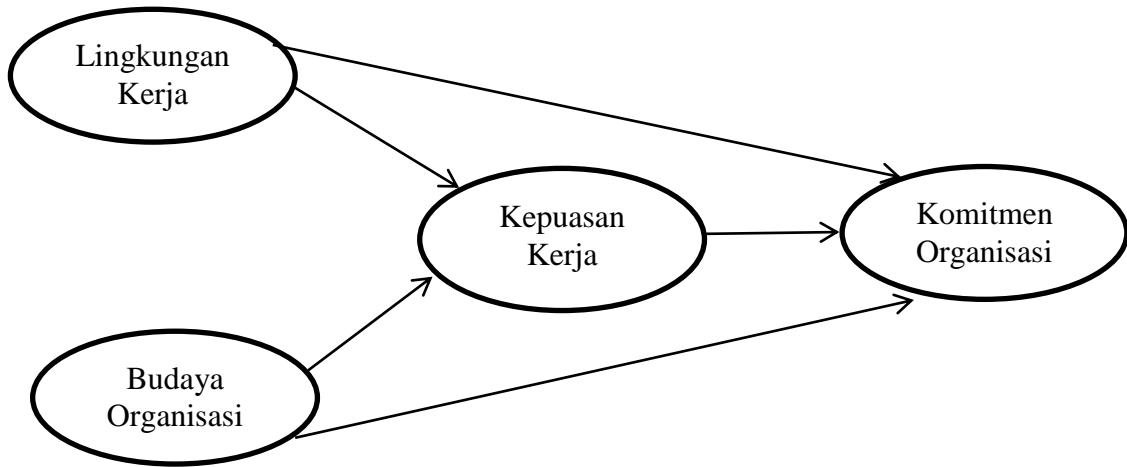 Lingkungan
Kerja
Kepuasan
Kerja
Komitmen
Organisasi
Budaya
Organisasi